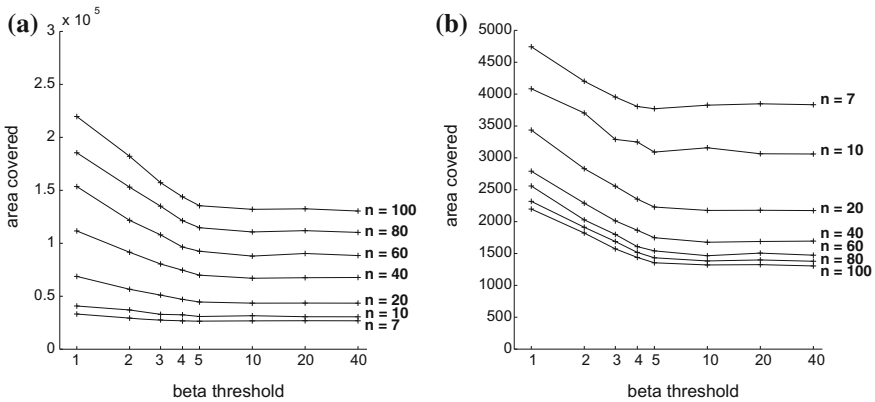 (a)
x 10 5
3
2.5
2
1.5
1
0.5
0
area covered
1 2 3 4 5 10 20 40
beta threshold
n = 100
n = 80
n = 60
n = 40
n = 20
n = 10
n = 7
(b)
5000
4500
4000
3500
3000
2500
2000
1500
1000
500
0
area covered
1 2 3 4 5 10 20 40
beta threshold
n = 7
n = 10
n = 20
n = 40
n = 60
n = 80
n = 100